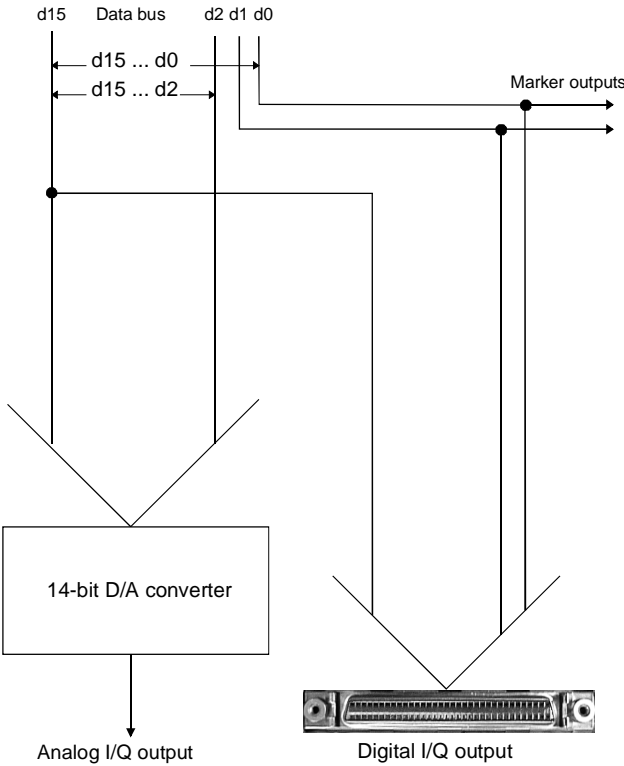 d15 Data bus d2 d1 d0
d15 ... d0
d15 ... d2
Marker outputs
14-bit D/A converter
Analog I/Q output
Digital I/Q output